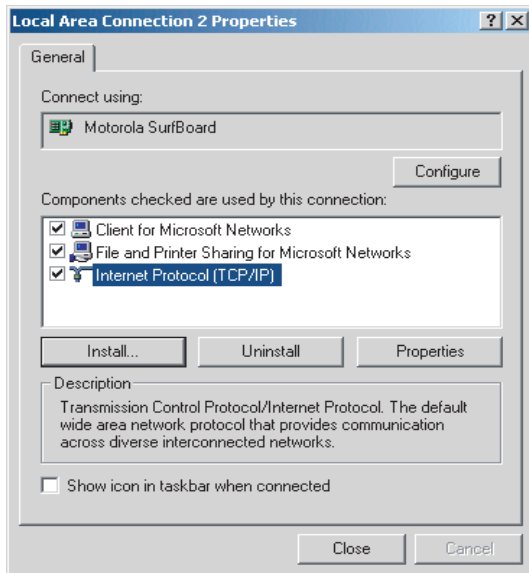 Local Area Connection 2 Properties
General
Connect using:
Motorola SurfBoard
Configure
Components checked are used by this connection:
Client for Microsoft Networks
File and Printer Sharing for Microsoft Networks
Internet Protocol (TCP/IP)
Install... Uninstall Properties
Description
Transmission Control Protocol/Internet Protocol. The default
wide area network protocol that provides communication
across diverse interconnected networks.
Show icon in taskbar when connected
Close Cancel